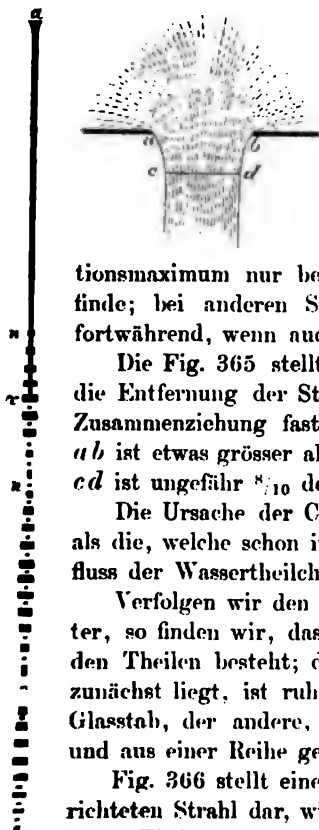 a
a b
c d
tionsmaximum nur be
finde; bei anderen S
n
fortwährend, wenn auc
Die Fig. 365 stellt
r
die Entfernung der St
Zusammenziehung fast
ab ist etwas grösser al
n
cd ist ungefähr 8/10 de
Die Ursache der C
als die, welche schon i
fluss der Wassertheilch
Verfolgen wir den
ter, so finden wir, das
den Theilen besteht; d
zunächst liegt, ist ruh
Glasstab, der andere,
und aus einer Reihe ge
Fig. 366 stellt eine
richteten Strahl dar, wi